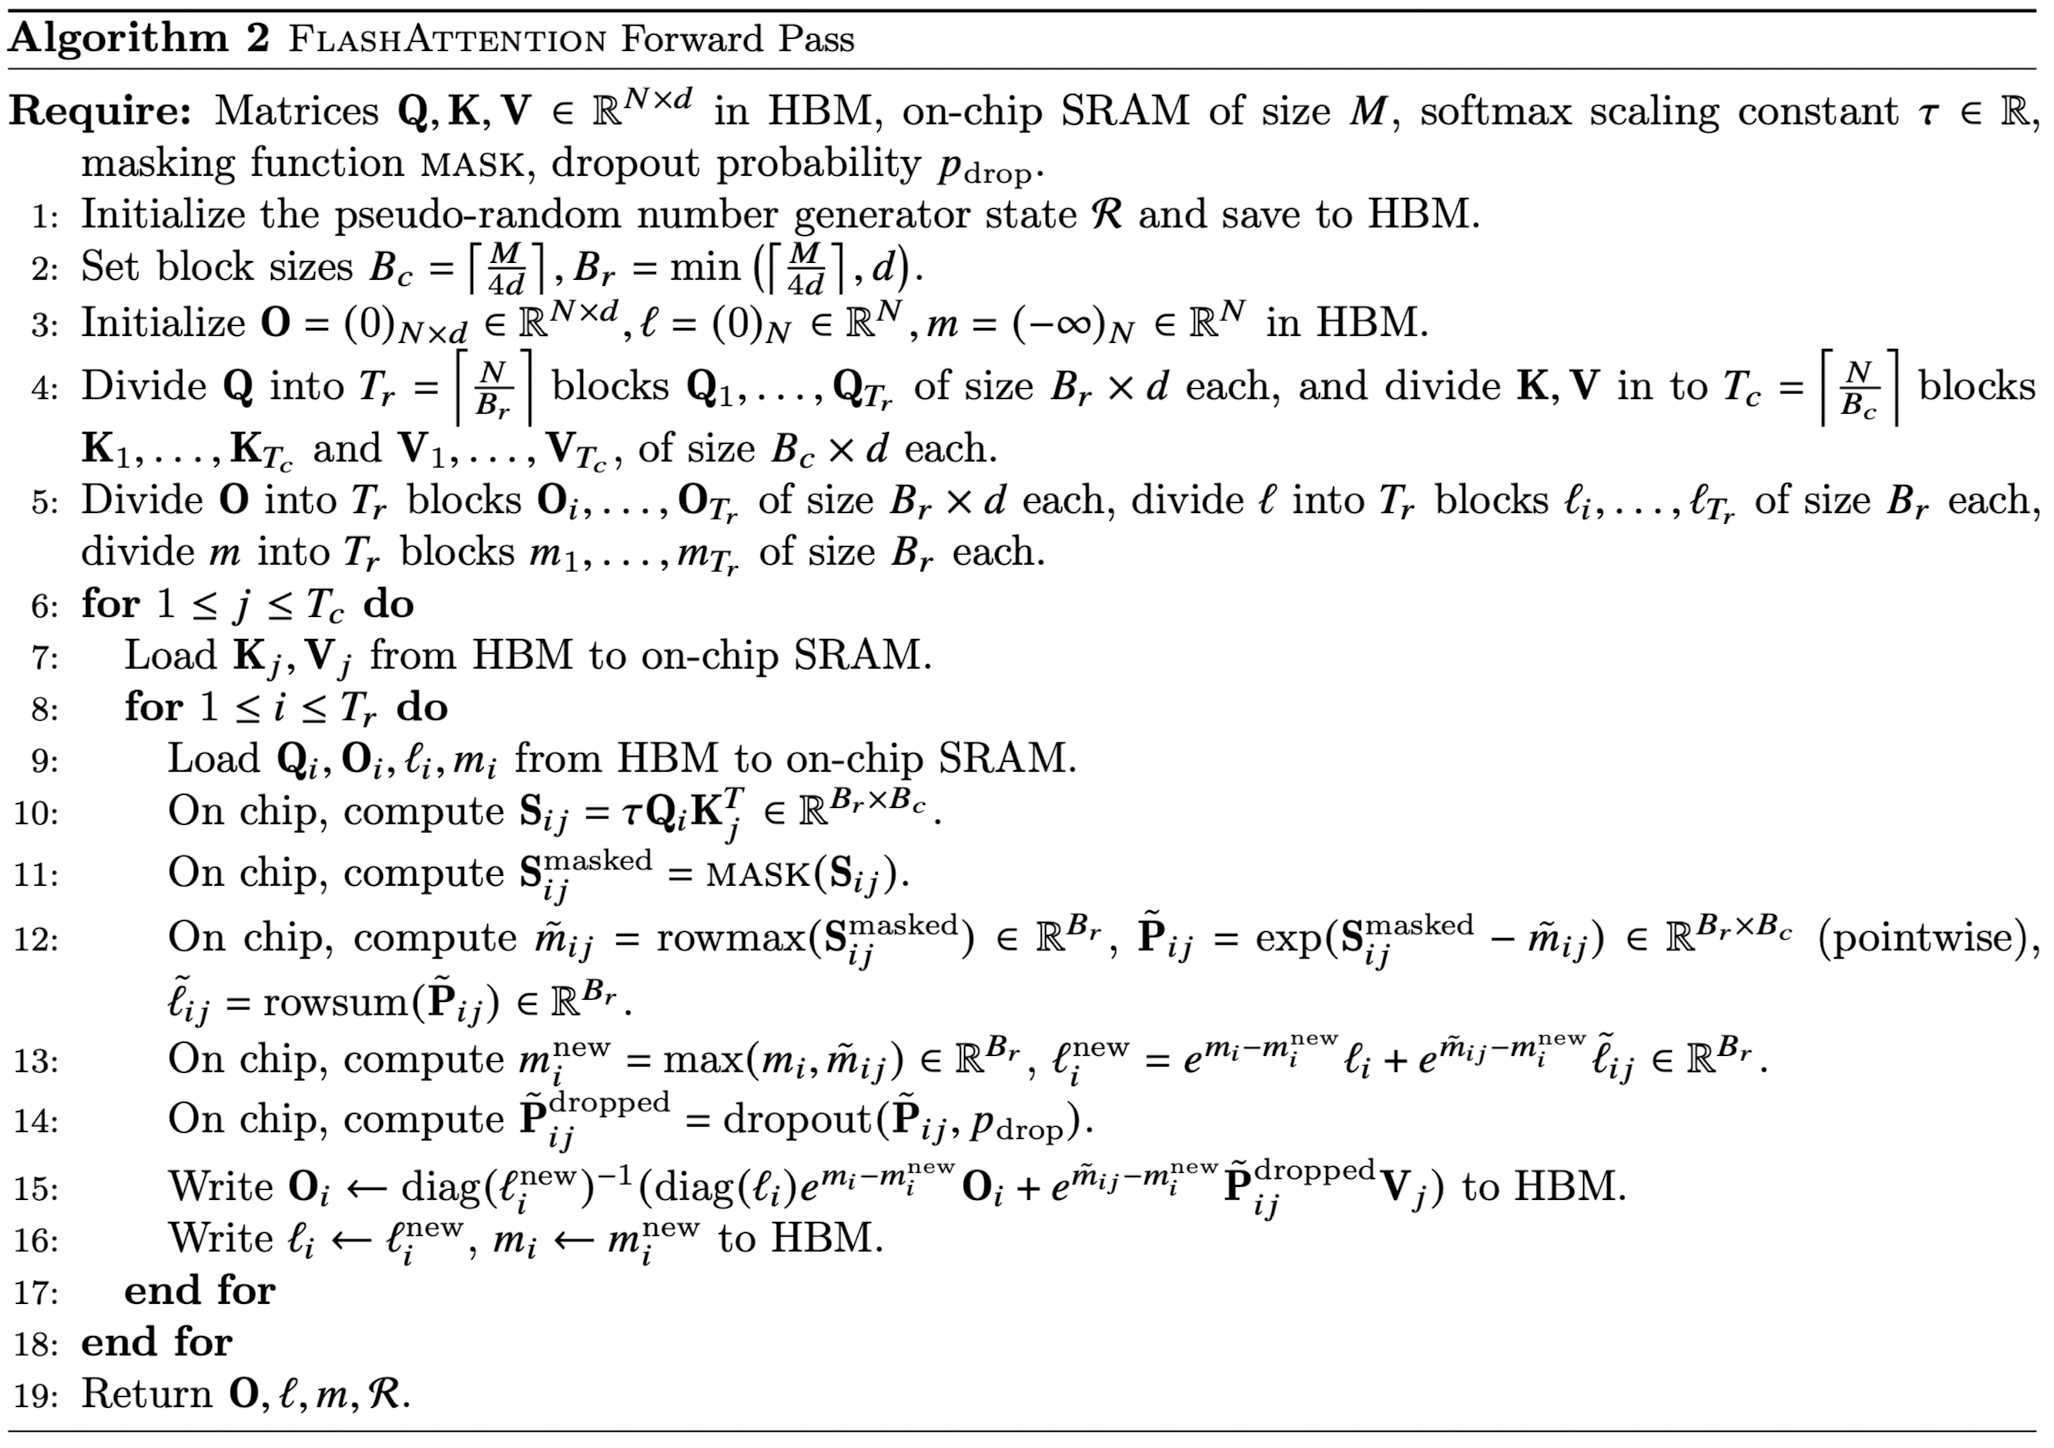 Algorithm 2 FLASHATTENTION Forward Pass
Require: Matrices $\mathbf{Q}, \mathbf{K}, \mathbf{V} \in \mathbb{R}^{N \times d}$ in HBM, on-chip SRAM of size $M$, softmax scaling constant $\tau \in \mathbb{R}$,
masking function MASK, dropout probability $p_{\text{drop}}$.
1: Initialize the pseudo-random number generator state $\mathcal{R}$ and save to HBM.
2: Set block sizes $B_c = \left\lceil \frac{M}{4d} \right\rceil, B_r = \min\left(\left\lceil \frac{M}{4d} \right\rceil, d\right)$.
3: Initialize $\mathbf{O} = (0)_{N \times d} \in \mathbb{R}^{N \times d}, \ell = (0)_N \in \mathbb{R}^N, m = (-\infty)_N \in \mathbb{R}^N$ in HBM.
4: Divide $\mathbf{Q}$ into $T_r = \left\lceil \frac{N}{B_r} \right\rceil$ blocks $\mathbf{Q}_1, \ldots, \mathbf{Q}_{T_r}$ of size $B_r \times d$ each, and divide $\mathbf{K}, \mathbf{V}$ in to $T_c = \left\lceil \frac{N}{B_c} \right\rceil$ blocks
$\mathbf{K}_1, \ldots, \mathbf{K}_{T_c}$ and $\mathbf{V}_1, \ldots, \mathbf{V}_{T_c}$, of size $B_c \times d$ each.
5: Divide $\mathbf{O}$ into $T_r$ blocks $\mathbf{O}_i, \ldots, \mathbf{O}_{T_r}$ of size $B_r \times d$ each, divide $\ell$ into $T_r$ blocks $\ell_i, \ldots, \ell_{T_r}$ of size $B_r$ each,
divide $m$ into $T_r$ blocks $m_1, \ldots, m_{T_r}$ of size $B_r$ each.
6: for $1 \leq j \leq T_c$ do
7: Load $\mathbf{K}_j, \mathbf{V}_j$ from HBM to on-chip SRAM.
8: for $1 \leq i \leq T_r$ do
9: Load $\mathbf{Q}_i, \mathbf{O}_i, \ell_i, m_i$ from HBM to on-chip SRAM.
10: On chip, compute $\mathbf{S}_{ij} = \tau \mathbf{Q}_i \mathbf{K}_j^T \in \mathbb{R}^{B_r \times B_c}$.
11: On chip, compute $\mathbf{S}_{ij}^{\text{masked}} = \text{MASK}(\mathbf{S}_{ij})$.
12: On chip, compute $\tilde{m}_{ij} = \text{rowmax}(\mathbf{S}_{ij}^{\text{masked}}) \in \mathbb{R}^{B_r}$, $\tilde{\mathbf{P}}_{ij} = \exp(\mathbf{S}_{ij}^{\text{masked}} - \tilde{m}_{ij}) \in \mathbb{R}^{B_r \times B_c}$ (pointwise),
$\tilde{\ell}_{ij} = \text{rowsum}(\tilde{\mathbf{P}}_{ij}) \in \mathbb{R}^{B_r}$.
13: On chip, compute $m_i^{\text{new}} = \max(m_i, \tilde{m}_{ij}) \in \mathbb{R}^{B_r}$, $\ell_i^{\text{new}} = e^{m_i - m_i^{\text{new}}} \ell_i + e^{\tilde{m}_{ij} - m_i^{\text{new}}} \tilde{\ell}_{ij} \in \mathbb{R}^{B_r}$.
14: On chip, compute $\tilde{\mathbf{P}}_{ij}^{\text{dropped}} = \text{dropout}(\tilde{\mathbf{P}}_{ij}, p_{\text{drop}})$.
15: Write $\mathbf{O}_i \leftarrow \text{diag}(\ell_i^{\text{new}})^{-1}(\text{diag}(\ell_i) e^{m_i - m_i^{\text{new}}} \mathbf{O}_i + e^{\tilde{m}_{ij} - m_i^{\text{new}}} \tilde{\mathbf{P}}_{ij}^{\text{dropped}} \mathbf{V}_j)$ to HBM.
16: Write $\ell_i \leftarrow \ell_i^{\text{new}}$, $m_i \leftarrow m_i^{\text{new}}$ to HBM.
17: end for
18: end for
19: Return $\mathbf{O}, \ell, m, \mathcal{R}$.